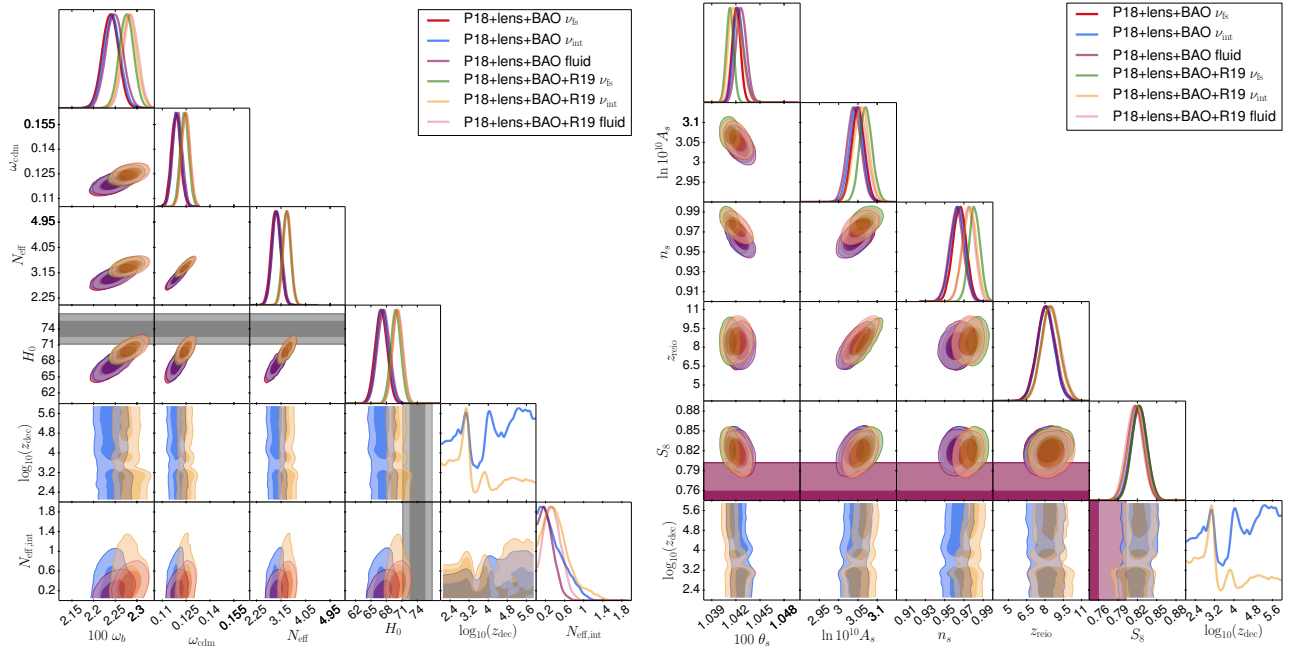 P18+lens+BAO ν_fs
P18+lens+BAO ν_int
P18+lens+BAO fluid
P18+lens+BAO+R19 ν_fs
P18+lens+BAO+R19 ν_int
P18+lens+BAO+R19 fluid
0.155
0.14
0.125
0.11
ω_cdm
4.95
4.05
3.15
2.25
N_eff
74
71
68
65
62
H_0
5.6
4.8
4
3.2
2.4
log_10(z_dec)
1.8
1.4
1
0.6
0.2
N_eff,int
2.15 2.2 2.25 2.3
100 ω_b
0.11 0.125 0.14 0.155
ω_cdm
2.25 3.15 4.05 4.95
N_eff
62 65 68 71 74
H_0
2.4 3.2 4 4.8 5.6
log_10(z_dec)
0.2 0.6 1 1.4 1.8
N_eff,int
P18+lens+BAO ν_fs
P18+lens+BAO ν_int
P18+lens+BAO fluid
P18+lens+BAO+R19 ν_fs
P18+lens+BAO+R19 ν_int
P18+lens+BAO+R19 fluid
3.1
3.05
3
2.95
ln 10^10 A_s
0.99
0.97
0.95
0.93
0.91
n_s
11
9.5
8
6.5
5
z_reio
0.88
0.85
0.82
0.79
0.76
S_8
5.6
4.8
4
3.2
2.4
log_10(z_dec)
1.039 1.042 1.045 1.048
100 θ_s
2.95 3 3.05 3.1
ln 10^10 A_s
0.91 0.93 0.95 0.97 0.99
n_s
5 6.5 8 9.5 11
z_reio
0.76 0.79 0.82 0.85 0.88
S_8
2.4 3.2 4 4.8 5.6
log_10(z_dec)